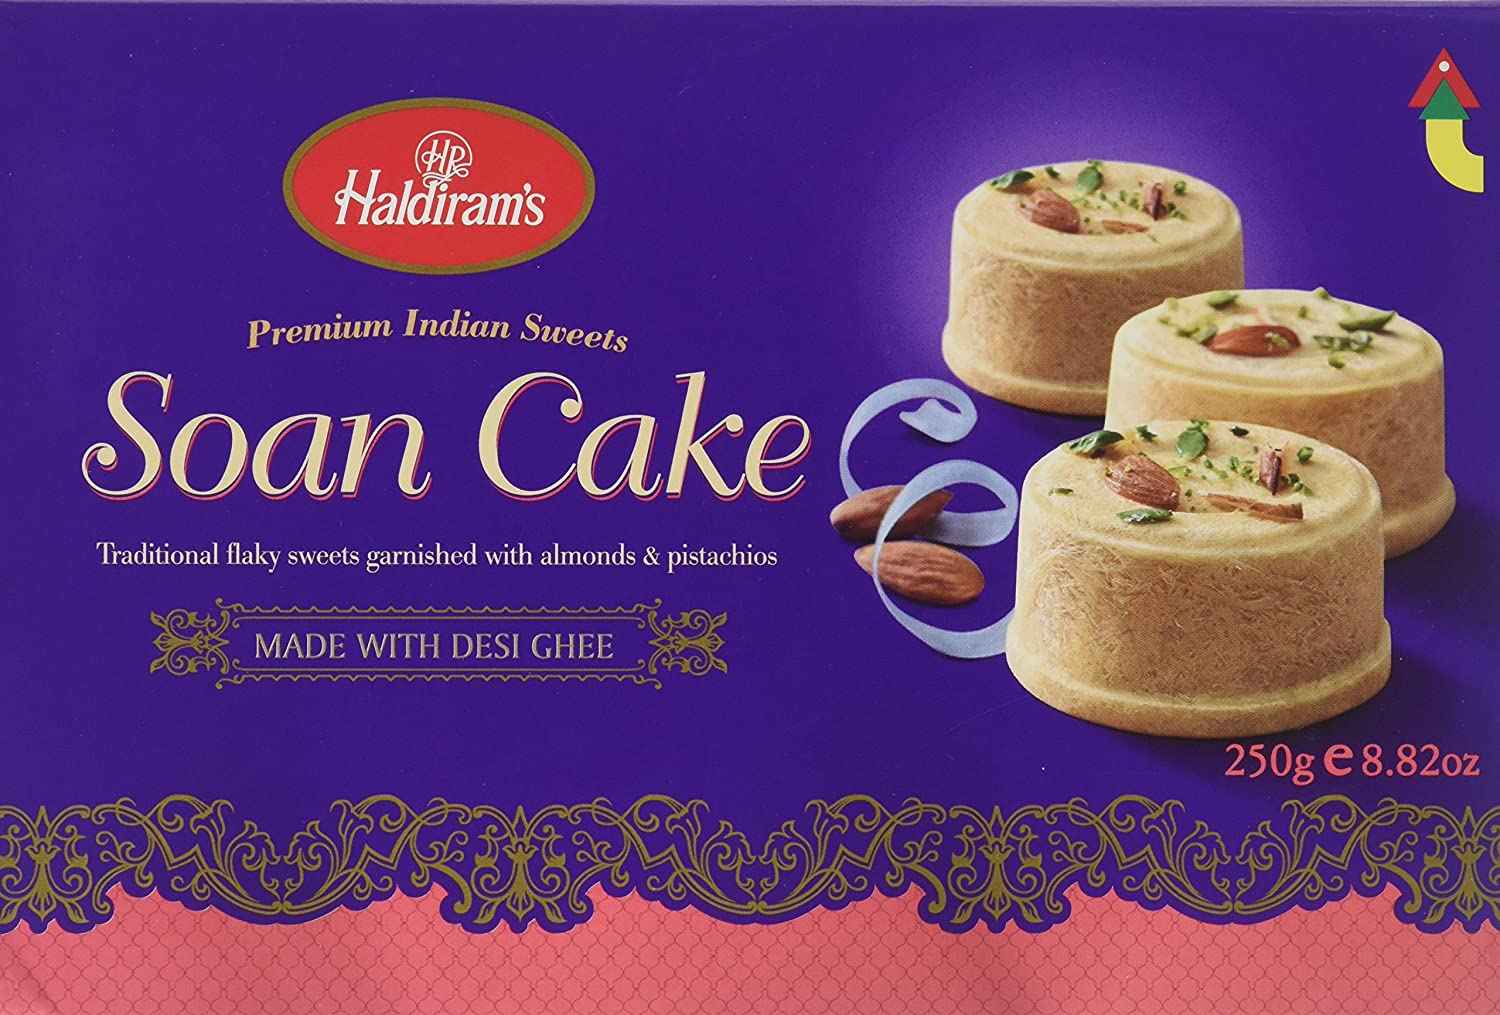 HR
Haldiram's
Premium Indian Sweets
Soan Cake
Traditional flaky sweets garnished with almonds & pistachios
MADE WITH DESI GHEE
250g e 8.82oz